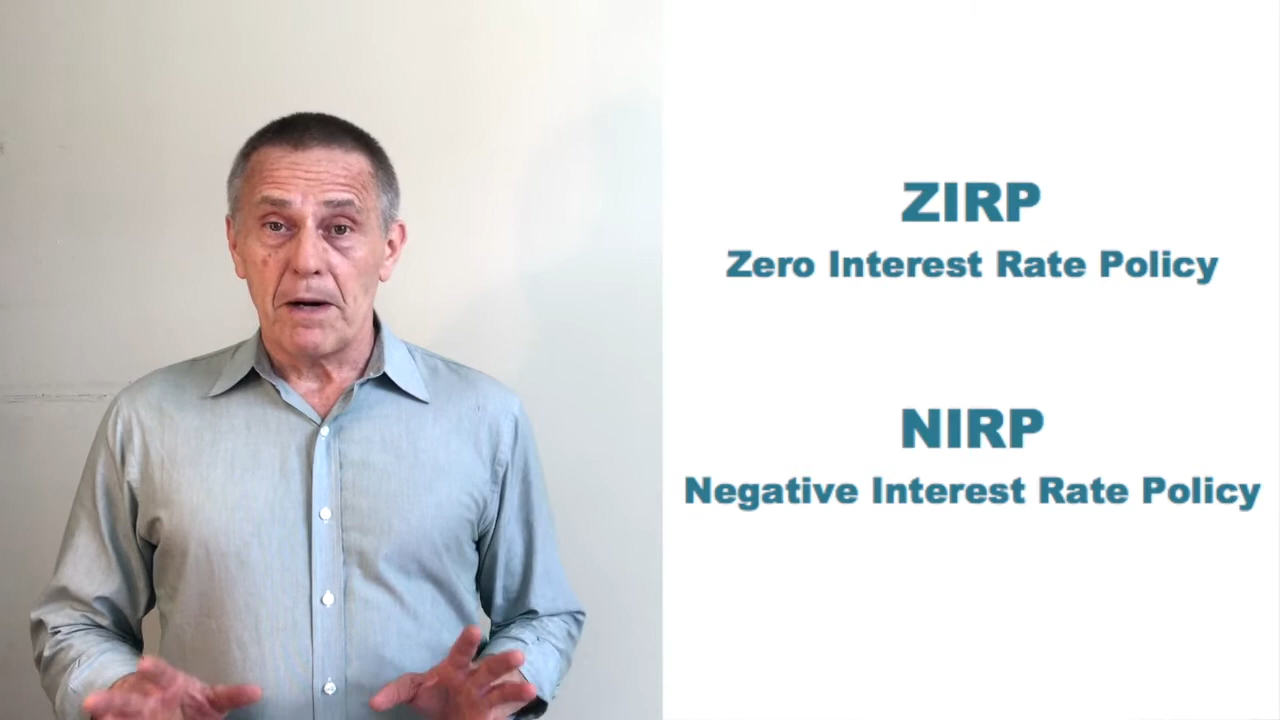 ZIRP
Zero Interest Rate Policy
NIRP
Negative Interest Rate Policy